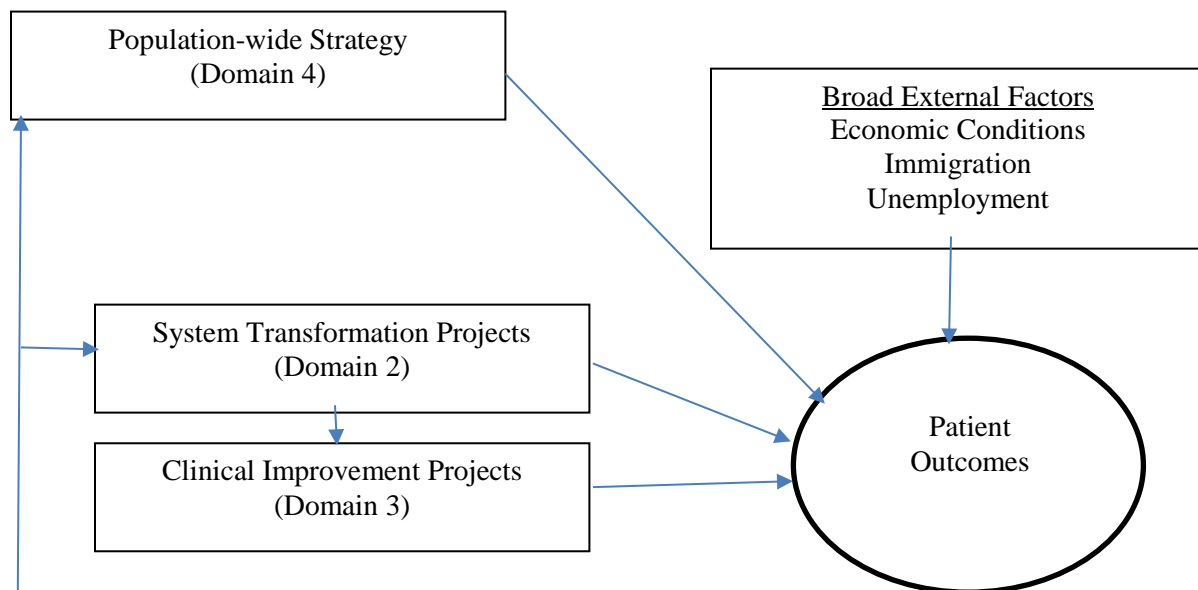 Population-wide Strategy
(Domain 4)
Broad External Factors
Economic Conditions
Immigration
Unemployment
System Transformation Projects
(Domain 2)
Clinical Improvement Projects
(Domain 3)
Patient
Outcomes